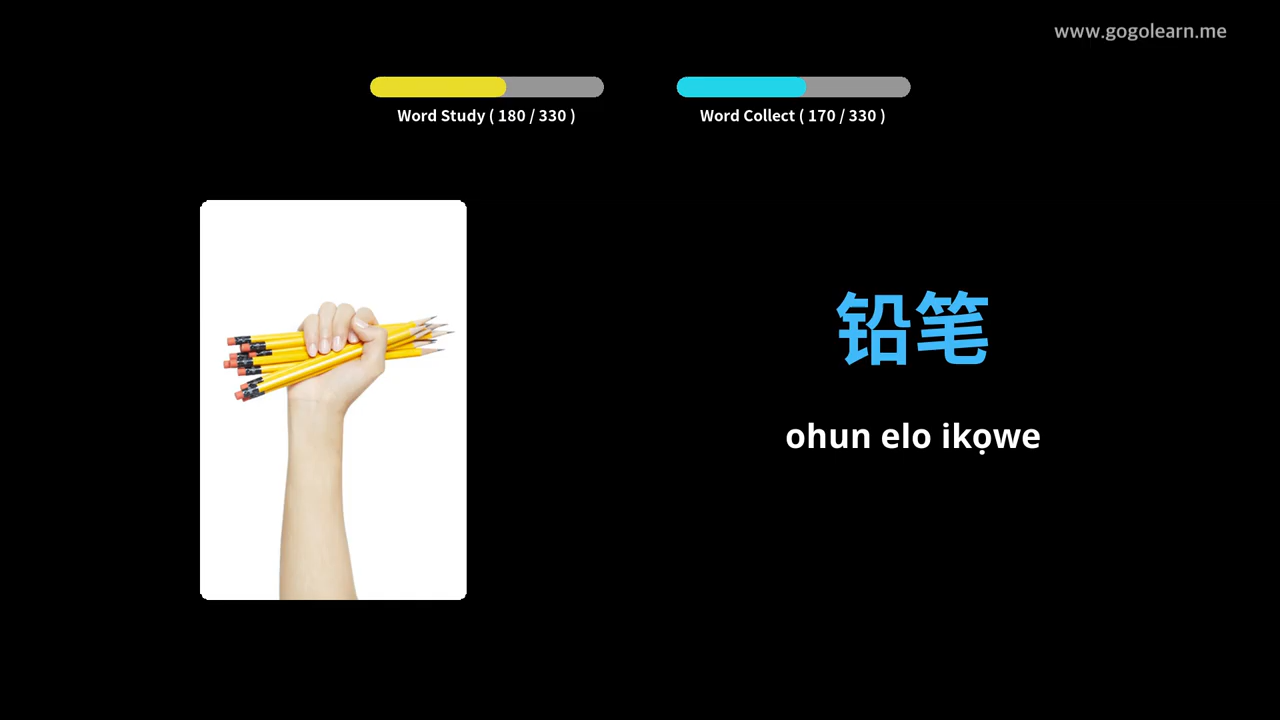 www.gogolearn.me
Word Study ( 180 / 330 )
Word Collect ( 170 / 330 )
铅笔
ohun elo ikọwe